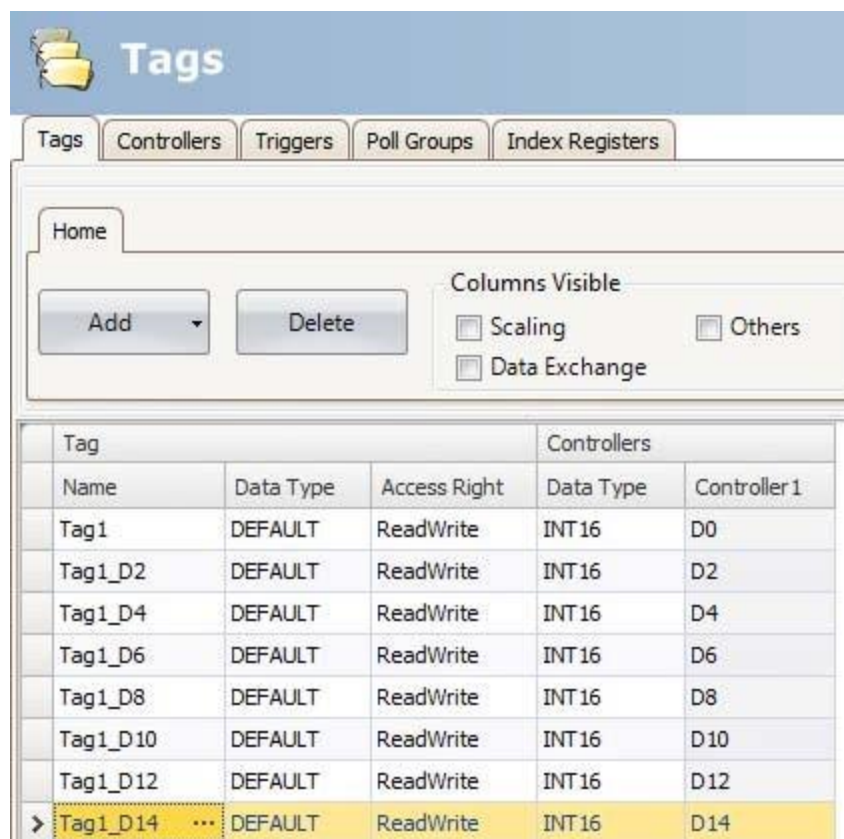 Tags
Tags Controllers Triggers Poll Groups Index Registers
Home
Columns Visible
Add Delete Scaling Others
Data Exchange
Tag Controllers
Name Data Type Access Right Data Type Controller1
Tag1 DEFAULT ReadWrite INT16 D0
Tag1_D2 DEFAULT ReadWrite INT16 D2
Tag1_D4 DEFAULT ReadWrite INT16 D4
Tag1_D6 DEFAULT ReadWrite INT16 D6
Tag1_D8 DEFAULT ReadWrite INT16 D8
Tag1_D10 DEFAULT ReadWrite INT16 D10
Tag1_D12 DEFAULT ReadWrite INT16 D12
Tag1_D14 ... DEFAULT ReadWrite INT16 D14